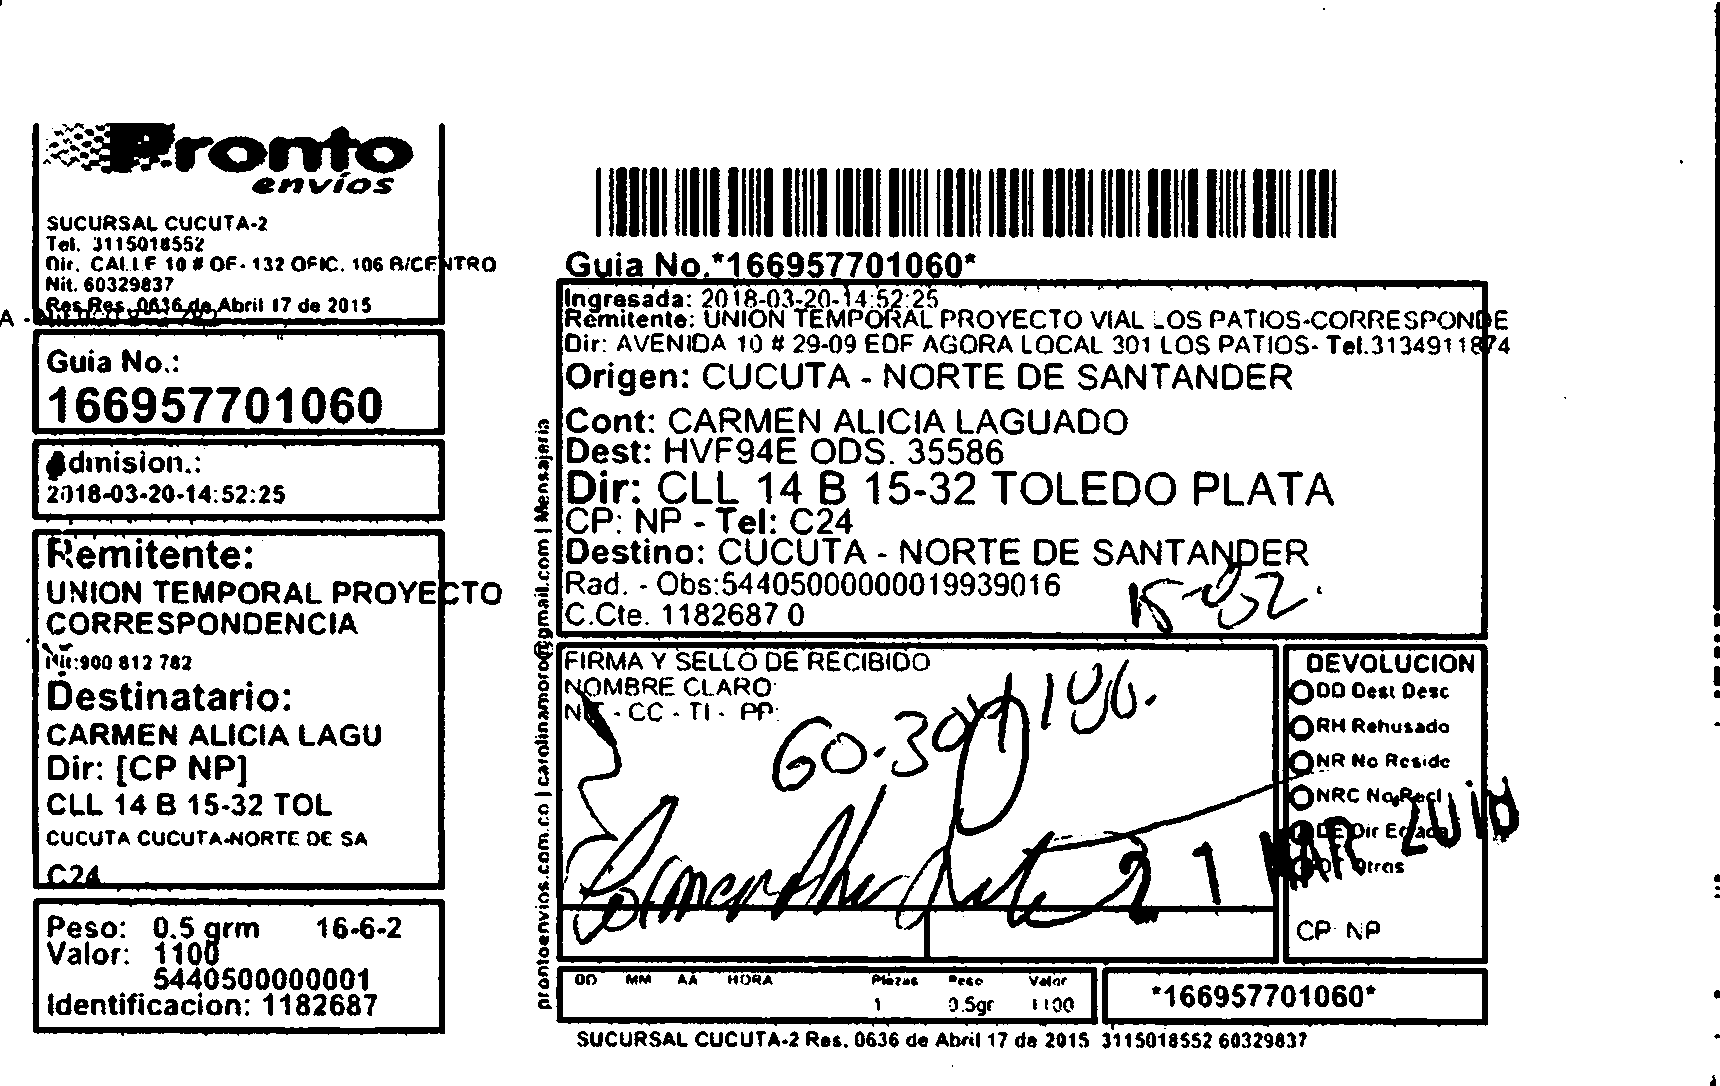 Pronto
envíos
SUCURSAL CUCUTA-2
Tel. 3115018552
Dir. CALLE 10 # OF- 132 OFIC. 106 B/CENTRO
Nit. 60329837
Res.Res. 0636 de Abril 17 de 2015
Guia No.:
166957701060
Admision.:
2018-03-20-14:52:25
Remitente:
UNION TEMPORAL PROYECTO
CORRESPONDENCIA
Nit:900 812 782
Destinatario:
CARMEN ALICIA LAGU
Dir: [CP NP]
CLL 14 B 15-32 TOL
CUCUTA CUCUTA-NORTE DE SA
C24
Peso: 0.5 grm 16-6-2
Valor: 1100
5440500000001
Identificacion: 1182687
prontoenvios.com.co | carolinamoro@gmail.com | Mensajeria
Guia No.*166957701060*
Ingresada: 2018-03-20-14:52:25
Remitente: UNION TEMPORAL PROYECTO VIAL LOS PATIOS-CORRESPONDE
Dir: AVENIDA 10 # 29-09 EDF AGORA LOCAL 301 LOS PATIOS- Tel.3134911874
Origen: CUCUTA - NORTE DE SANTANDER
Cont: CARMEN ALICIA LAGUADO
Dest: HVF94E ODS. 35586
Dir: CLL 14 B 15-32 TOLEDO PLATA
CP: NP - Tel: C24
Destino: CUCUTA - NORTE DE SANTANDER
Rad. - Obs:54405000000019939016
C.Cte. 1182687 0
15-32.
FIRMA Y SELLO DE RECIBIDO
NOMBRE CLARO:
NIT - CC - TI - PP:
21 MAR 2018
DEVOLUCION
DD Dest Desc
RH Rehusado
NR No Reside
NRC No Recl
DE Dir Errada
OT Otros
CP: NP
DD MM AA HORA Piezas Peso Valor
1 0.5gr 1100
*166957701060*
SUCURSAL CUCUTA-2 Res. 0636 de Abril 17 de 2015 3115018552 60329837